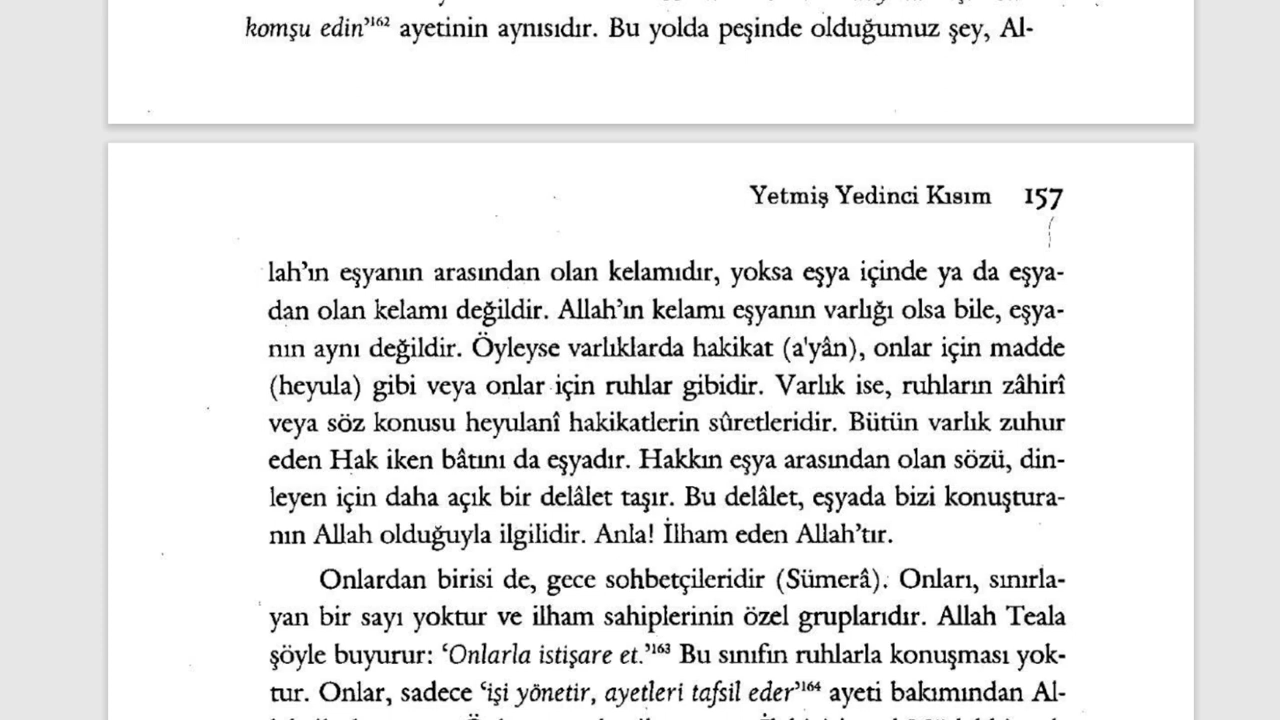 komşu edin’¹⁶² ayetinin aynısıdır. Bu yolda peşinde olduğumuz şey, Al-
Yetmiş Yedinci Kısım 157
lah’ın eşyanın arasından olan kelamıdır, yoksa eşya içinde ya da eşya-
dan olan kelamı değildir. Allah’ın kelamı eşyanın varlığı olsa bile, eşya-
nın aynı değildir. Öyleyse varlıklarda hakikat (a'yân), onlar için madde
(heyula) gibi veya onlar için ruhlar gibidir. Varlık ise, ruhların zâhirî
veya söz konusu heyulanî hakikatlerin sûretleridir. Bütün varlık zuhur
eden Hak iken bâtını da eşyadır. Hakkın eşya arasından olan sözü, din-
leyen için daha açık bir delâlet taşır. Bu delâlet, eşyada bizi konuştura-
nın Allah olduğuyla ilgilidir. Anla! İlham eden Allah’tır.
Onlardan birisi de, gece sohbetçileridir (Sümerâ). Onları, sınırla-
yan bir sayı yoktur ve ilham sahiplerinin özel gruplarıdır. Allah Teala
şöyle buyurur: ‘Onlarla istişare et.’¹⁶³ Bu sınıfın ruhlarla konuşması yok-
tur. Onlar, sadece ‘işi yönetir, ayetleri tafsil eder’¹⁶⁴ ayeti bakımından Al-